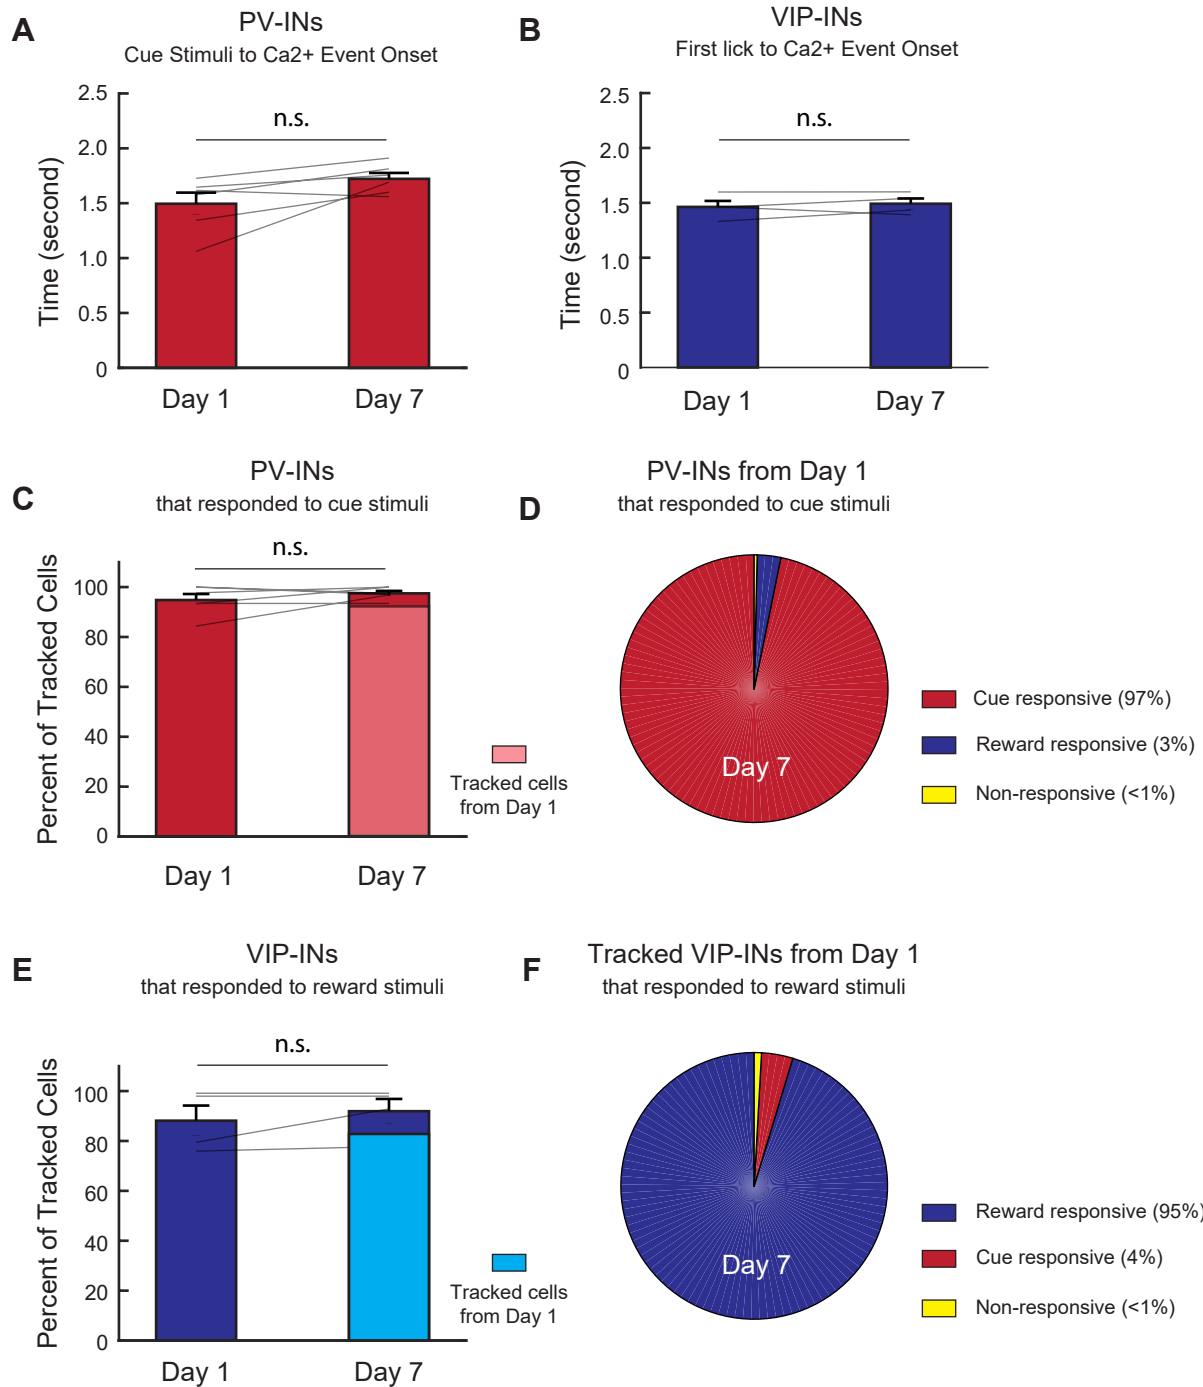 A
PV-INs
Cue Stimuli to Ca2+ Event Onset
Time (second)
2.5
2.0
1.5
1.0
0.5
0
n.s.
Day 1
Day 7
B
VIP-INs
First lick to Ca2+ Event Onset
Time (second)
2.5
2.0
1.5
1.0
0.5
0
n.s.
Day 1
Day 7
C
PV-INs
that responded to cue stimuli
Percent of Tracked Cells
100
80
60
40
20
0
n.s.
Day 1
Day 7
Tracked cells
from Day 1
D
PV-INs from Day 1
that responded to cue stimuli
Day 7
Cue responsive (97%)
Reward responsive (3%)
Non-responsive (<1%)
E
VIP-INs
that responded to reward stimuli
Percent of Tracked Cells
100
80
60
40
20
0
n.s.
Day 1
Day 7
Tracked cells
from Day 1
F
Tracked VIP-INs from Day 1
that responded to reward stimuli
Day 7
Reward responsive (95%)
Cue responsive (4%)
Non-responsive (<1%)